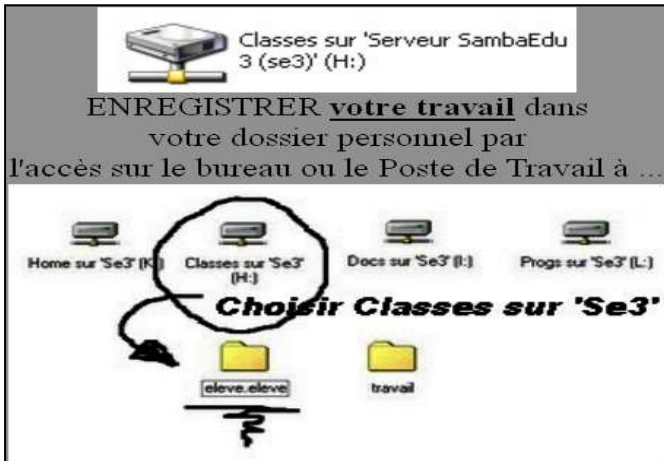 Classes sur 'Serveur SambaEdu
3 (se3)' (H:)
ENREGISTRER votre travail dans
votre dossier personnel par
l'accès sur le bureau ou le Poste de Travail à ...
Home sur 'Se3' (K:)
Classes sur 'Se3'
(H:)
Docs sur 'Se3' (I:)
Progs sur 'Se3' (L:)
Choisir Classes sur 'Se3'
eleve.eleve
travail